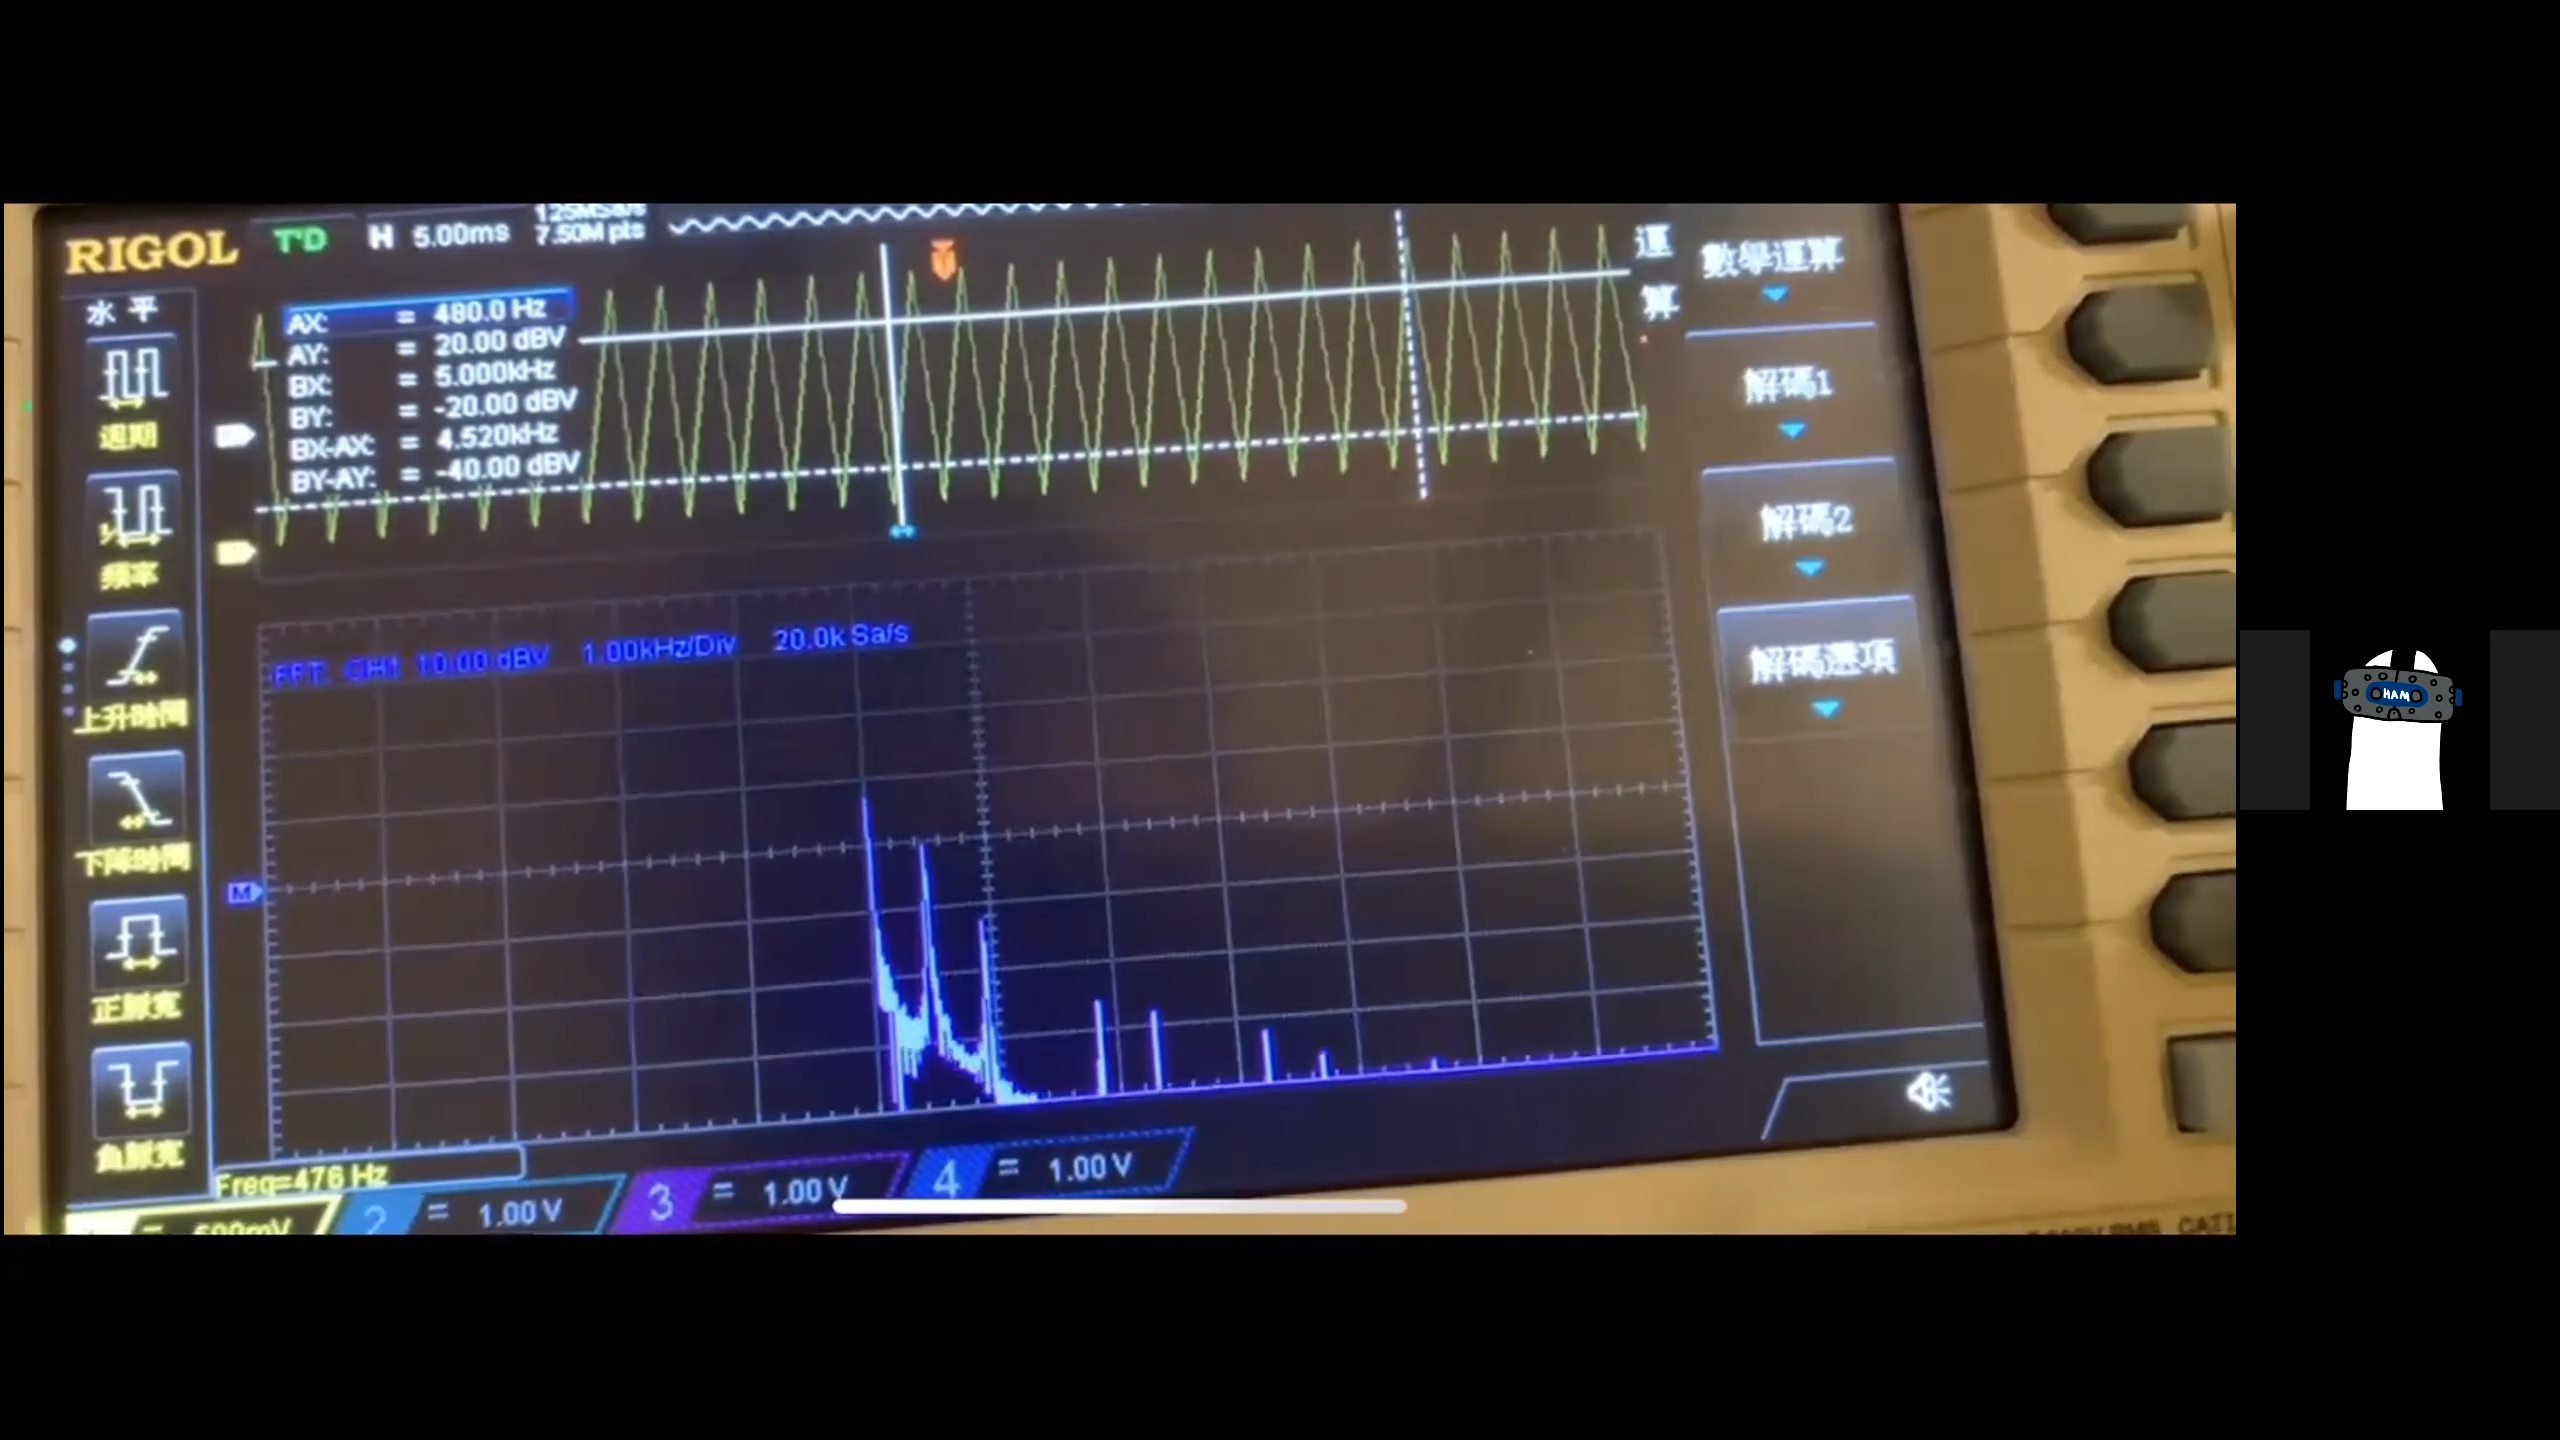 RIGOL T'D H 5.00ms 125MSa/s
7.50M pts
水平
週期
頻率
上升時間
下降時間
正脈寬
負脈寬
AX: = 480.0 Hz
AY: = 20.00 dBV
BX: = 5.000kHz
BY: = -20.00 dBV
BX-AX: = 4.520kHz
BY-AY: = -40.00 dBV
運
算
數學運算
解碼1
解碼2
解碼選項
FFT: CH1 10.00 dBV 1.00kHz/Div 20.0k Sa/s
M
Freq=476 Hz
= 500mV 2 = 1.00 V 3 = 1.00 V 4 = 1.00 V
HAM